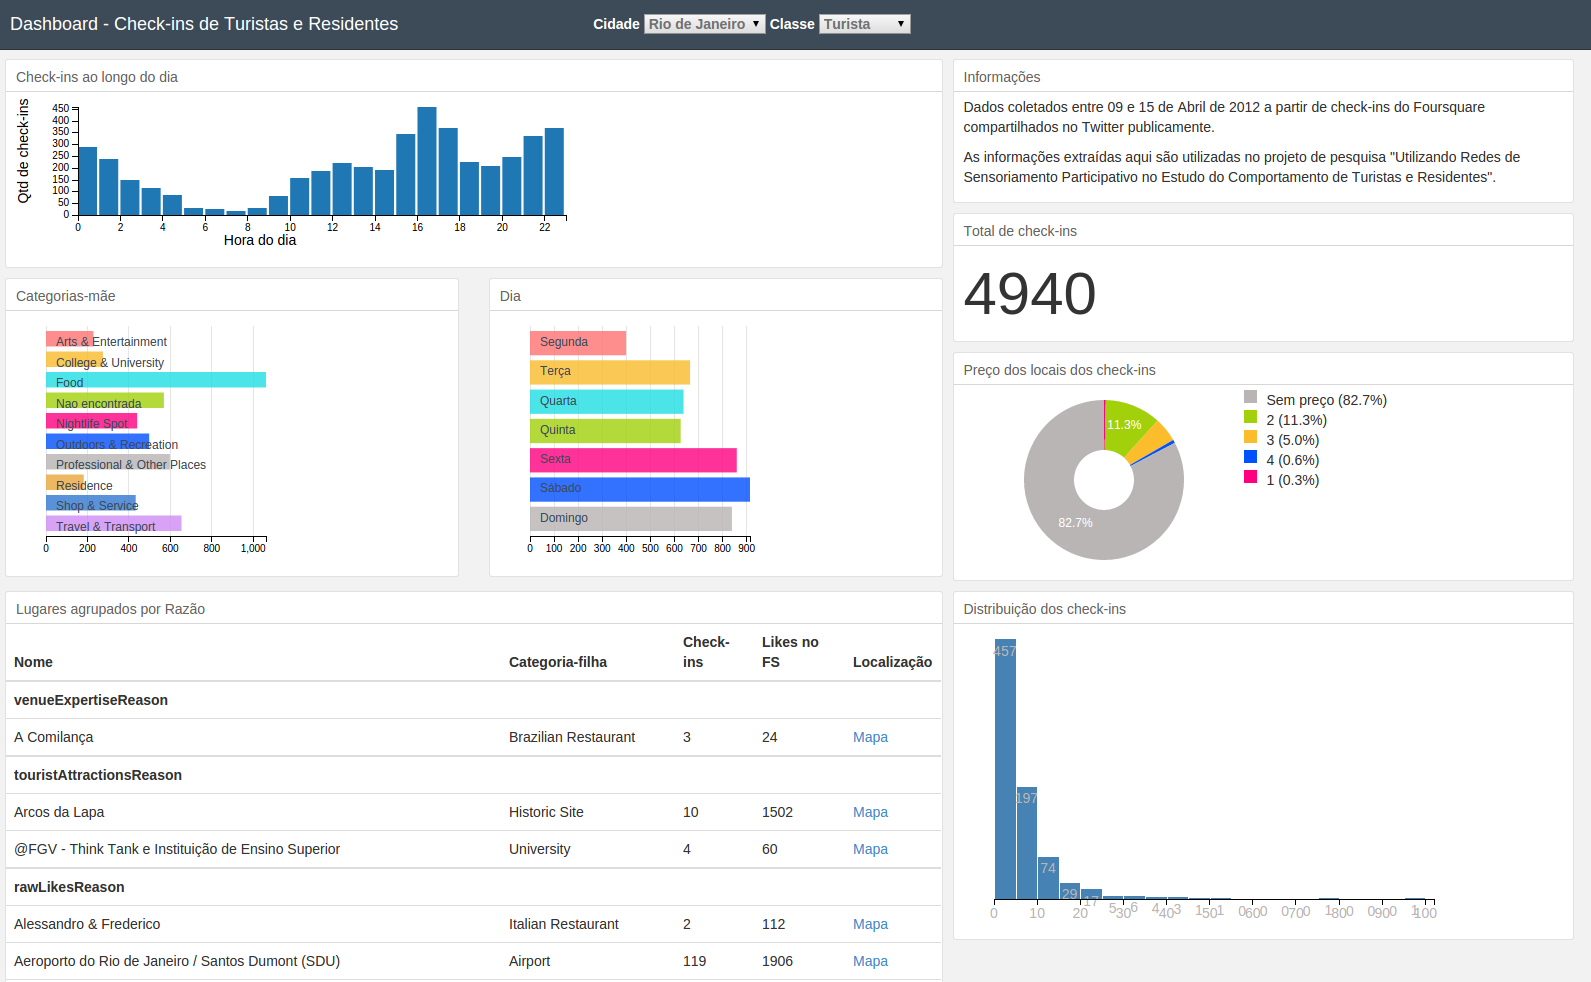 Dashboard - Check-ins de Turistas e Residentes
Cidade Rio de Janeiro Classe Turista
Check-ins ao longo do dia
Qtd de check-ins
450
400
350
300
250
200
150
100
50
0
0 2 4 6 8 10 12 14 16 18 20 22
Hora do dia
Informações
Dados coletados entre 09 e 15 de Abril de 2012 a partir de check-ins do Foursquare
compartilhados no Twitter publicamente.
As informações extraídas aqui são utilizadas no projeto de pesquisa "Utilizando Redes de
Sensoriamento Participativo no Estudo do Comportamento de Turistas e Residentes".
Total de check-ins
4940
Categorias-mãe
Arts & Entertainment
College & University
Food
Nao encontrada
Nightlife Spot
Outdoors & Recreation
Professional & Other Places
Residence
Shop & Service
Travel & Transport
0 200 400 600 800 1,000
Dia
Segunda
Terça
Quarta
Quinta
Sexta
Sábado
Domingo
0 100 200 300 400 500 600 700 800 900
Preço dos locais dos check-ins
11.3%
82.7%
Sem preço (82.7%)
2 (11.3%)
3 (5.0%)
4 (0.6%)
1 (0.3%)
Lugares agrupados por Razão
Nome Categoria-filha Check-ins Likes no FS Localização
venueExpertiseReason
A Comilança Brazilian Restaurant 3 24 Mapa
touristAttractionsReason
Arcos da Lapa Historic Site 10 1502 Mapa
@FGV - Think Tank e Instituição de Ensino Superior University 4 60 Mapa
rawLikesReason
Alessandro & Frederico Italian Restaurant 2 112 Mapa
Aeroporto do Rio de Janeiro / Santos Dumont (SDU) Airport 119 1906 Mapa
Distribuição dos check-ins
457
197
74
29
17
5 6 4 3 1 1 0 0 0 0 1 0 0 0 1
0 10 20 30 40 50 60 70 80 90 100